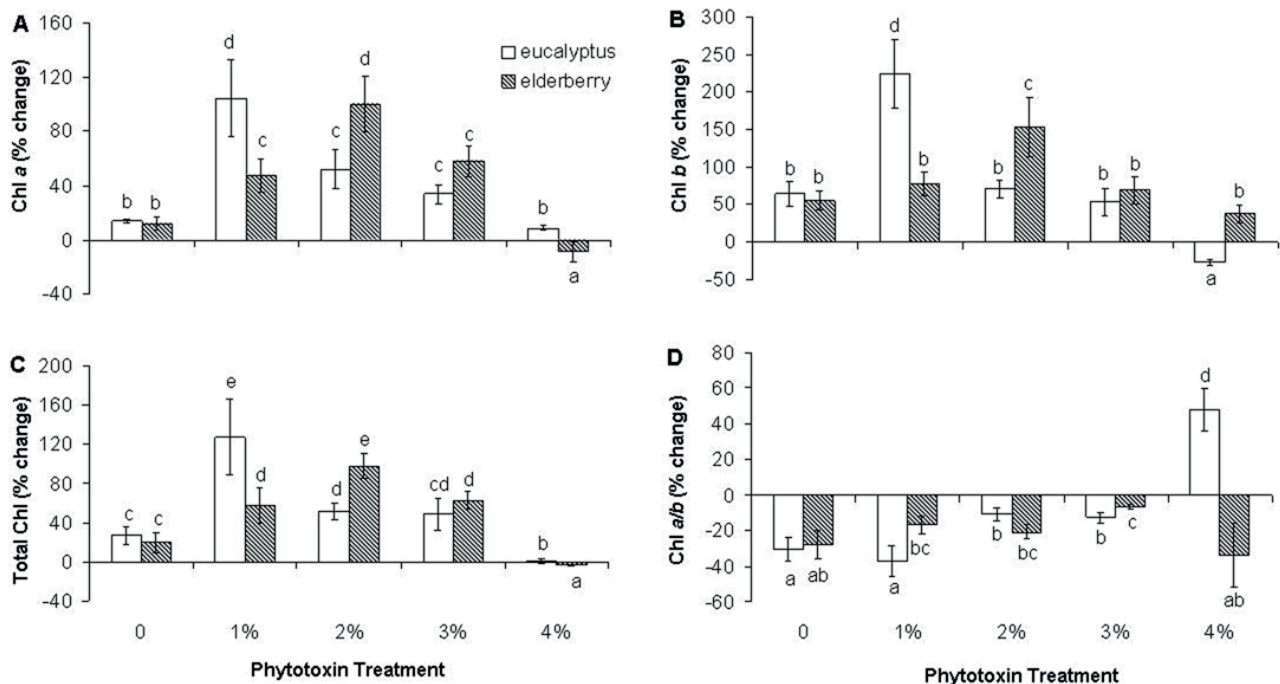 A
Chl a (% change)
160
120
80
40
0
-40
eucalyptus
elderberry
b b d c c d c c b a
B
Chl b (% change)
300
250
200
150
100
50
0
-50
b b d b b c b b a b
C
Total Chl (% change)
200
160
120
80
40
0
-40
c c e d d e cd d b a
0 1% 2% 3% 4%
Phytotoxin Treatment
D
Chl a/b (% change)
80
60
40
20
0
-20
-40
-60
a ab a bc b bc b c d ab
0 1% 2% 3% 4%
Phytotoxin Treatment